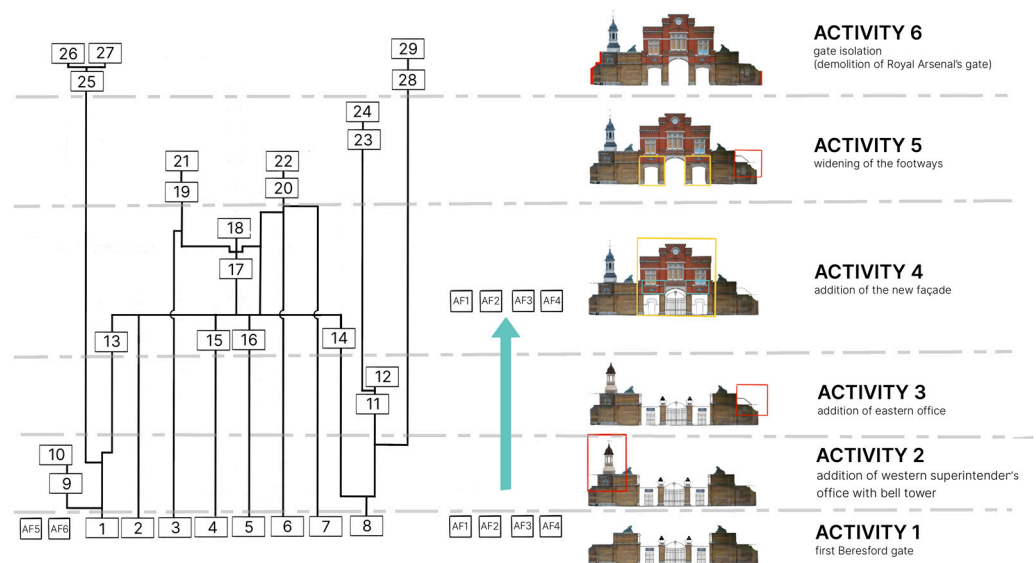 26 27
29
25
28
ACTIVITY 6
gate isolation
(demolition of Royal Arsenal's gate)
24
23
21
22
19
20
ACTIVITY 5
widening of the footways
18
17
AF1 AF2 AF3 AF4
ACTIVITY 4
addition of the new façade
13
15 16
14
12
11
ACTIVITY 3
addition of eastern office
10
9
ACTIVITY 2
addition of western superintender's
office with bell tower
AF5 AF6 1 2 3 4 5 6 7 8
AF1 AF2 AF3 AF4
ACTIVITY 1
first Beresford gate